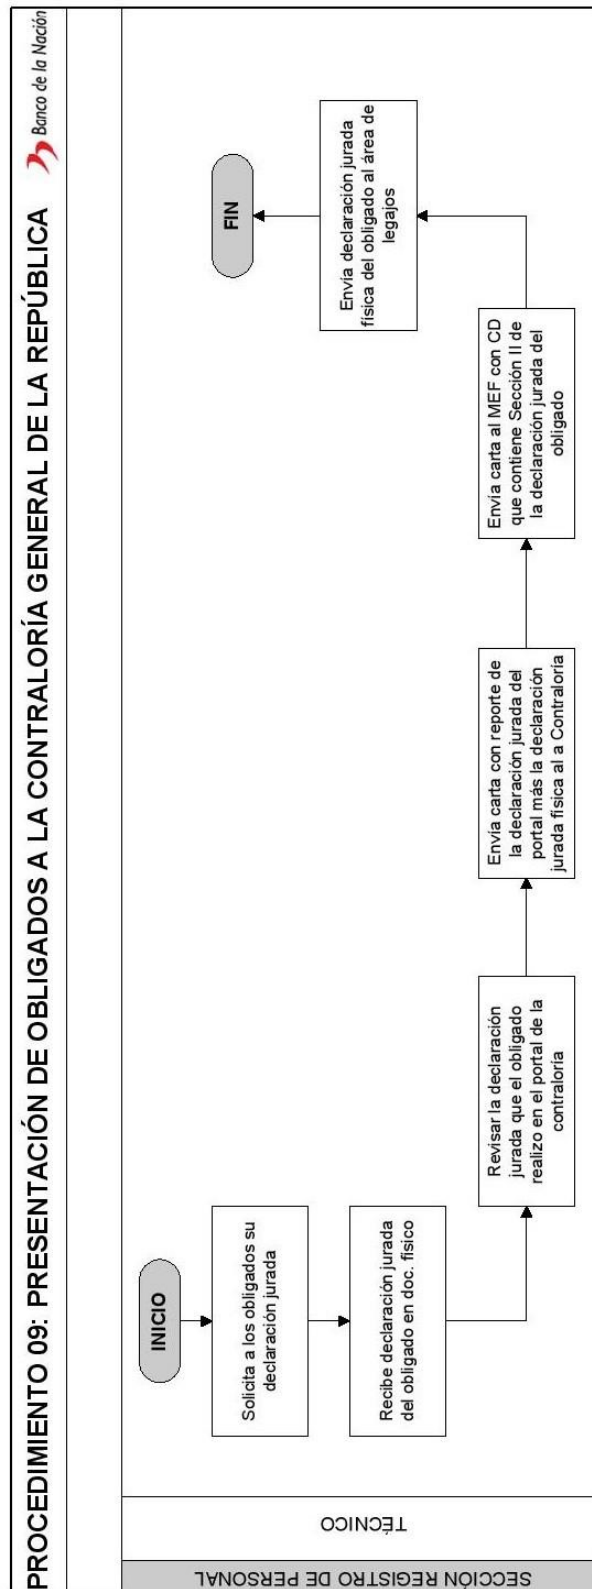 PROCEDIMIENTO 09: PRESENTACIÓN DE OBLIGADOS A LA CONTRALORÍA GENERAL DE LA REPÚBLICA
Banco de la Nación
SECCIÓN REGISTRO DE PERSONAL
TÉCNICO
INICIO
Solicita a los obligados su
declaración jurada
Recibe declaración jurada
del obligado en doc. físico
Revisar la declaración
jurada que el obligado
realizo en el portal de la
contraloría
Envía carta con reporte de
la declaración jurada del
portal más la declaración
jurada física al a Contraloría
Envía carta al MEF con CD
que contiene Sección II de
la declaración jurada del
obligado
Envía declaración jurada
física del obligado al área de
legajos
FIN